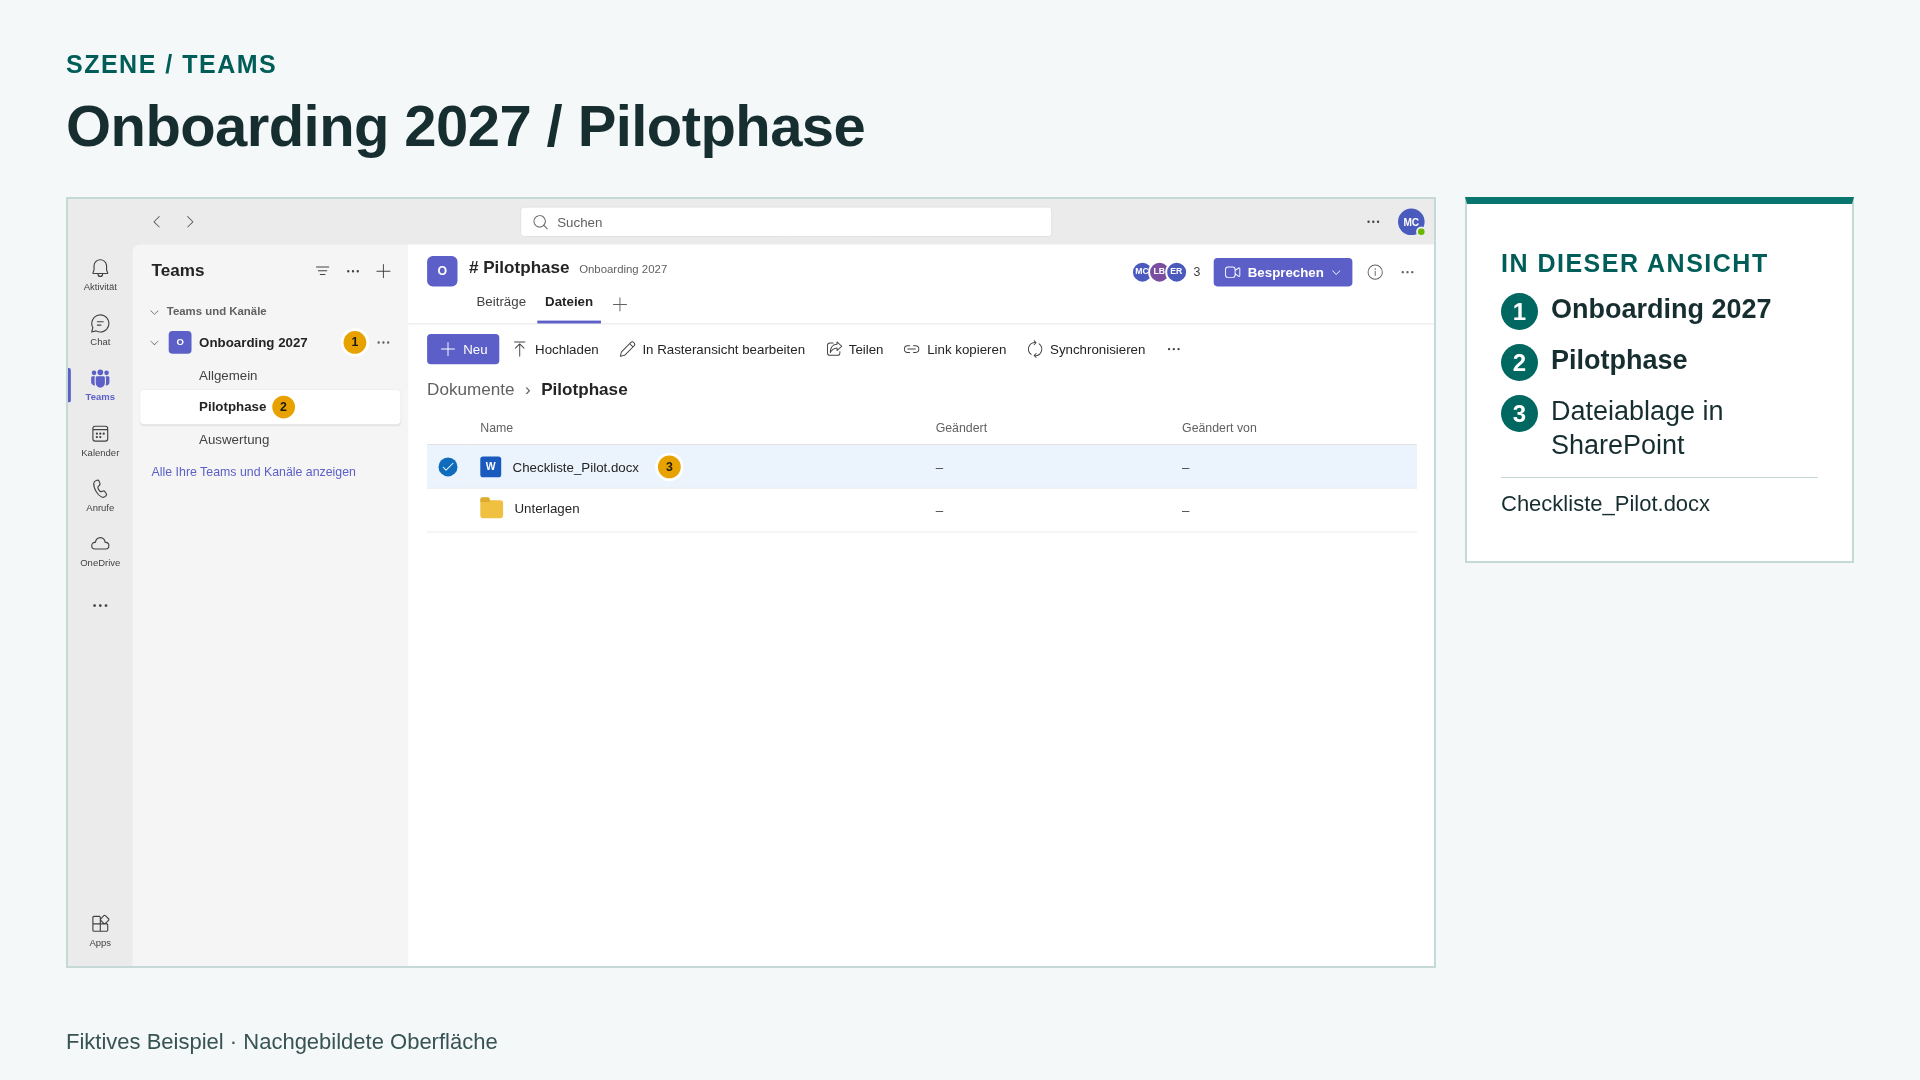 SZENE / TEAMS
Onboarding 2027 / Pilotphase
Suchen
MC
Aktivität
Chat
Teams
Kalender
Anrufe
OneDrive
Apps
Teams
Teams und Kanäle
O Onboarding 2027 1
Allgemein
Pilotphase 2
Auswertung
Alle Ihre Teams und Kanäle anzeigen
O # Pilotphase Onboarding 2027
MC LB ER 3 Besprechen
Beiträge Dateien
Neu Hochladen In Rasteransicht bearbeiten Teilen Link kopieren Synchronisieren
Dokumente › Pilotphase
Name Geändert Geändert von
W Checkliste_Pilot.docx 3 – –
Unterlagen – –
IN DIESER ANSICHT
1 Onboarding 2027
2 Pilotphase
3 Dateiablage in
SharePoint
Checkliste_Pilot.docx
Fiktives Beispiel · Nachgebildete Oberfläche